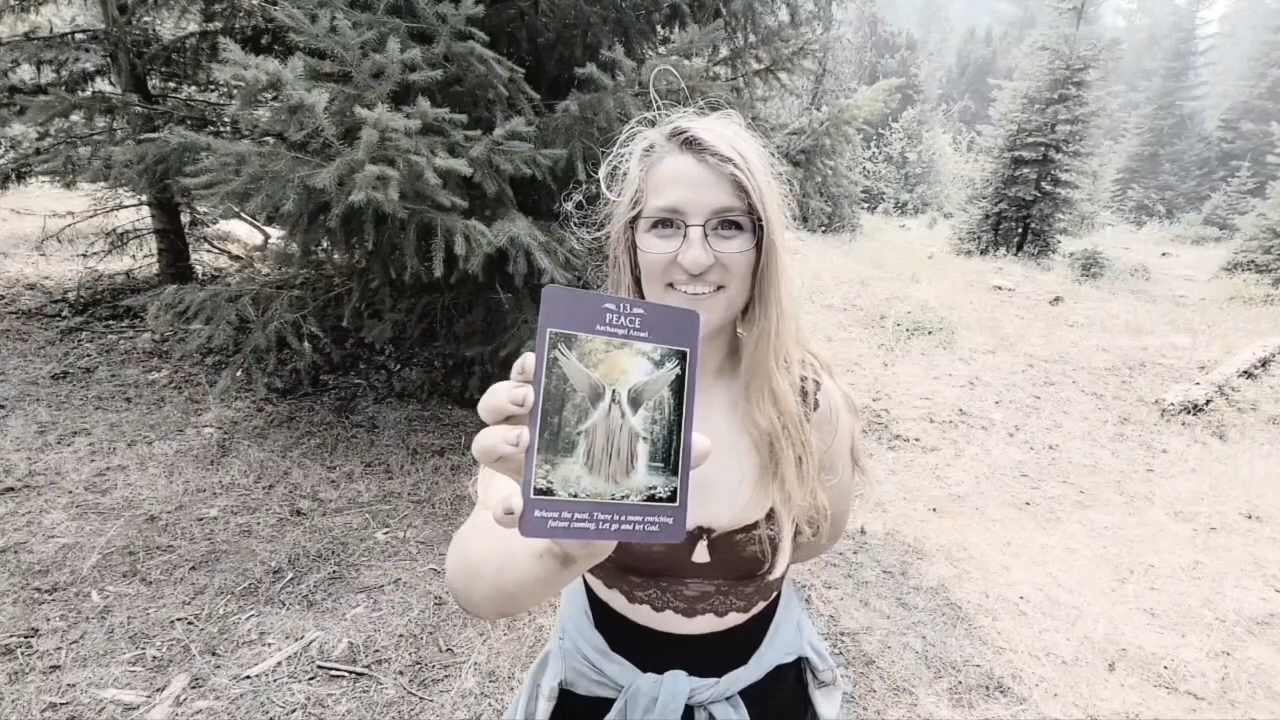 13
PEACE
Archangel Azrael
Release the past. There is a more enriching
future coming. Let go and let God.